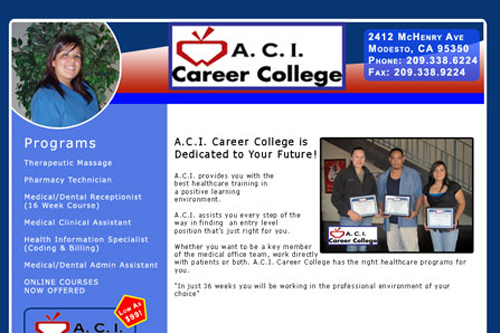 A. C. I.
Career College
2412 McHenry Ave
Modesto, CA 95350
Phone: 209.338.6224
Fax: 209.338.9224
Programs
Therapeutic Massage
Pharmacy Technician
Medical/Dental Receptionist
(16 Week Course)
Medical Clinical Assistant
Health Information Specialist
(Coding & Billing)
Medical/Dental Admin Assistant
ONLINE COURSES
NOW OFFERED
Low As
$99!
A. C. I.
A.C.I. Career College is
Dedicated to Your Future!
A.C.I. provides you with the
best healthcare training in
a positive learning
environment.
A.C.I. assists you every step of the
way in finding an entry level
position that's just right for you.
Whether you want to be a key member
of the medical office team, work directly
with patients or both. A.C.I. Career College has the right healthcare programs for
you.
"In just 36 weeks you will be working in the professional environment of your
choice"
A. C. I.
Career College